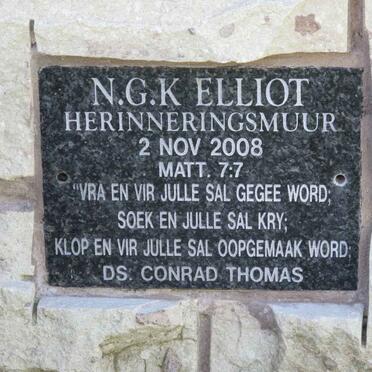 N.G.K ELLIOT
HERINNERINGSMUUR
2 NOV 2008
MATT. 7:7
"VRA EN VIR JULLE SAL GEGEE WORD;
SOEK EN JULLE SAL KRY;
KLOP EN VIR JULLE SAL OOPGEMAAK WORD;
DS. CONRAD THOMAS